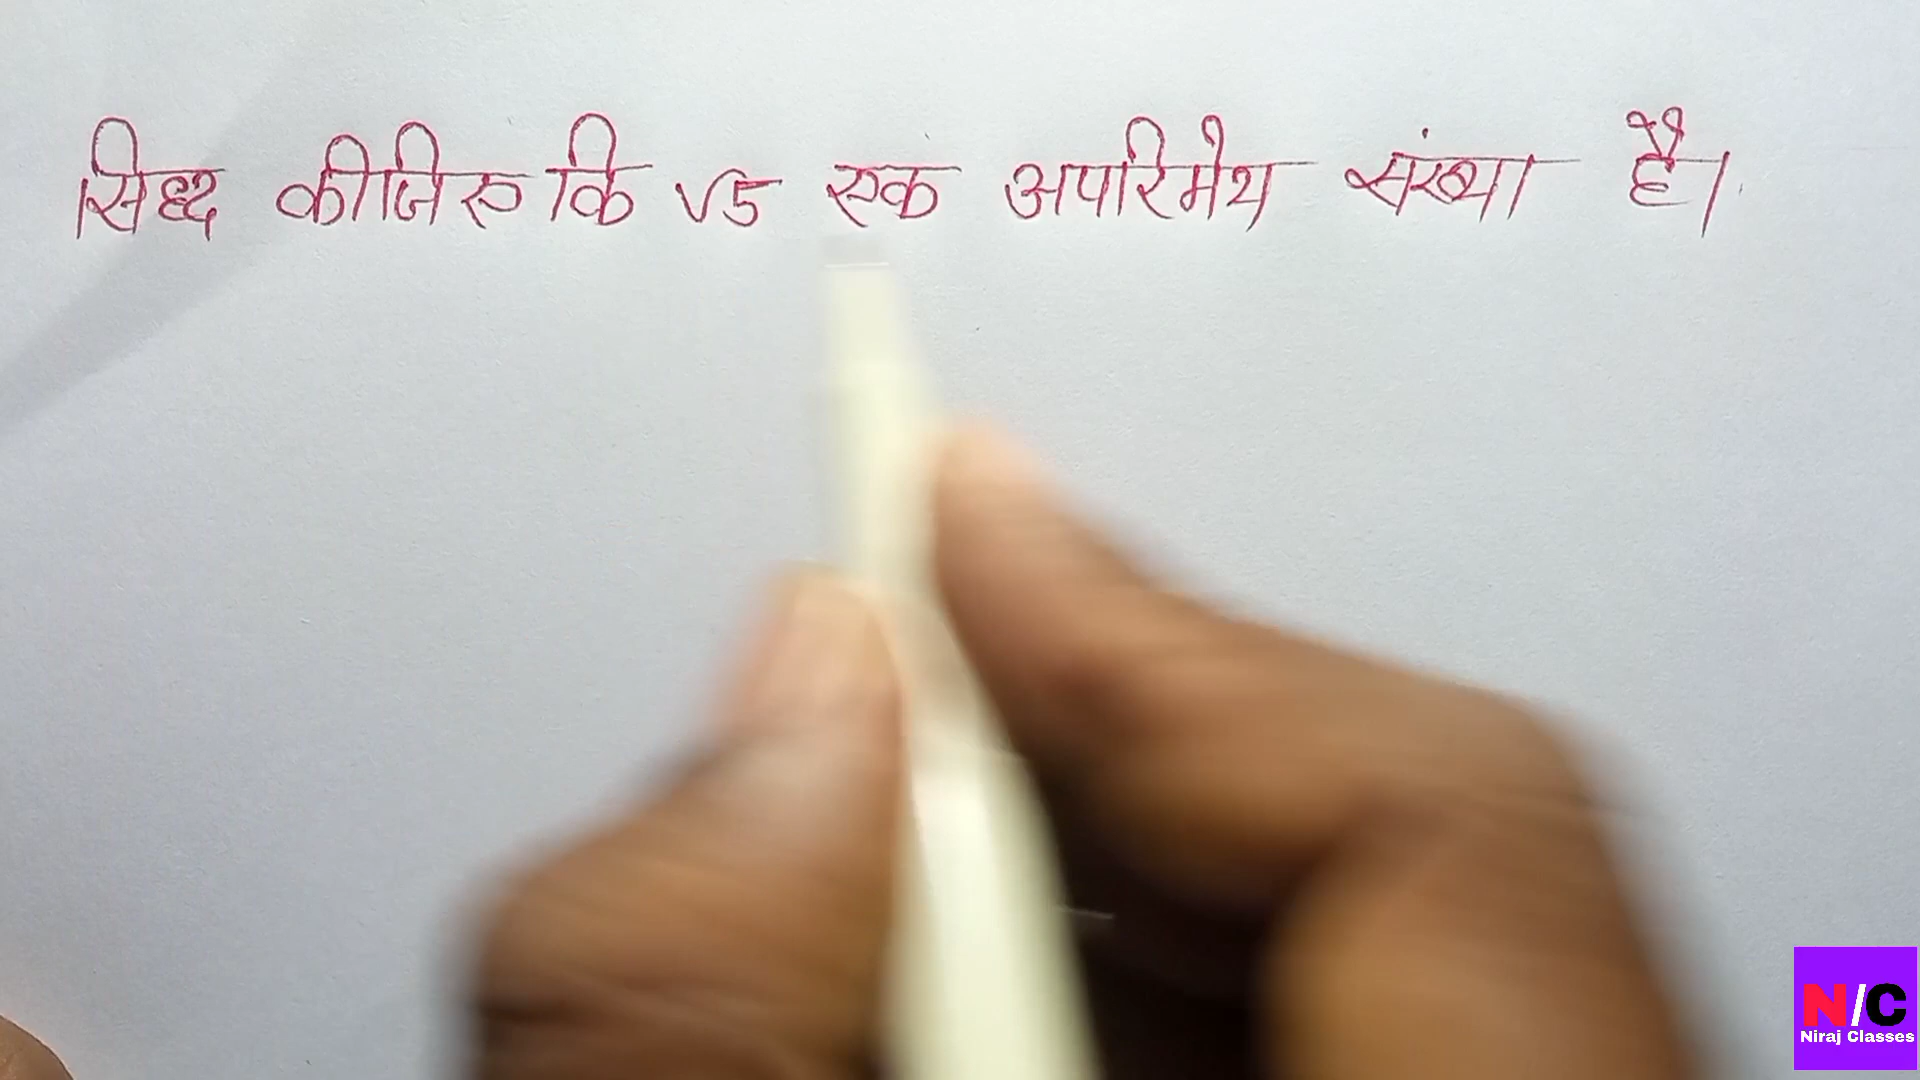 सिद्ध कीजिए कि √5 एक अपरिमेय संख्या है।
N/C
Niraj Classes